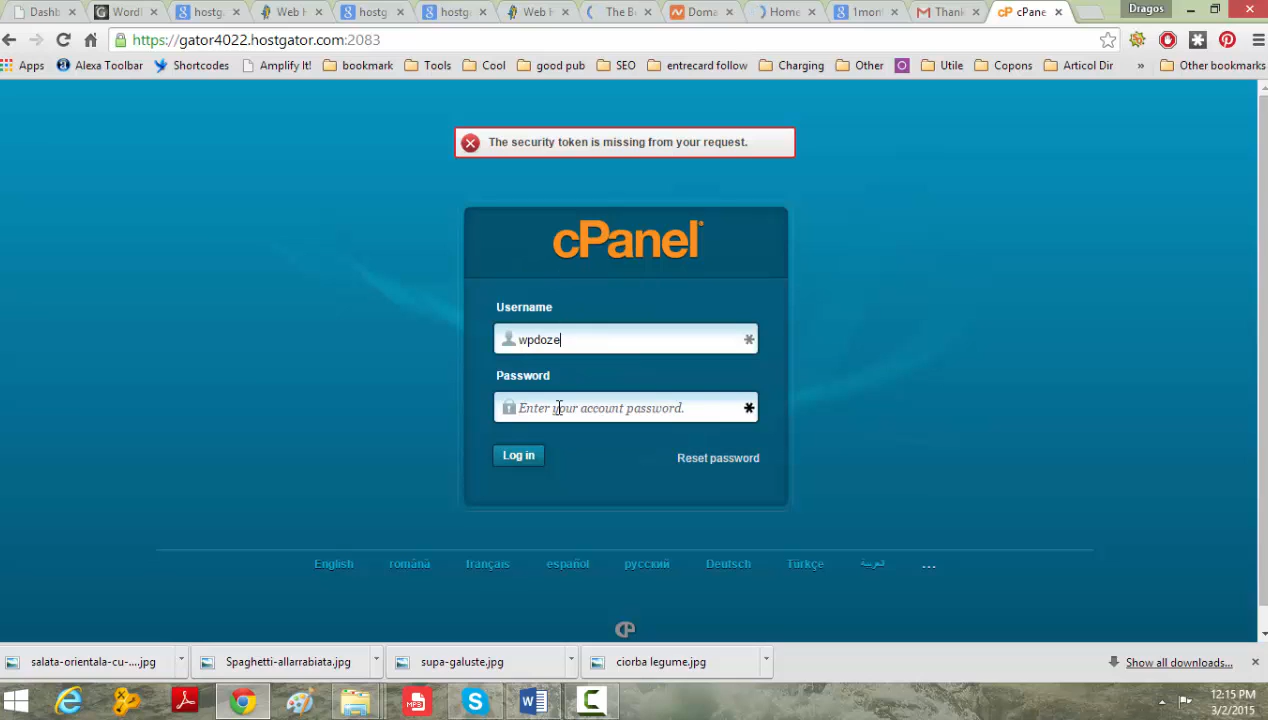 Dashb
WordP
hostg
Web H
hostg
hostg
Web H
The Be
Doma
Home
1mont
Thank
cPane
Dragos
https://gator4022.hostgator.com:2083
Apps
Alexa Toolbar
Shortcodes
Amplify It!
bookmark
Tools
Cool
good pub
SEO
entrecard follow
Charging
Other
Utile
Copons
Articol Dir
»
Other bookmarks
The security token is missing from your request.
cPanel®
Username
wpdoze
Password
Enter your account password.
Log in
Reset password
English română français español русский Deutsch Türkçe العربية ...
salata-orientala-cu-....jpg
Spaghetti-allarrabiata.jpg
supa-galuste.jpg
ciorba legume.jpg
Show all downloads...
12:15 PM
3/2/2015